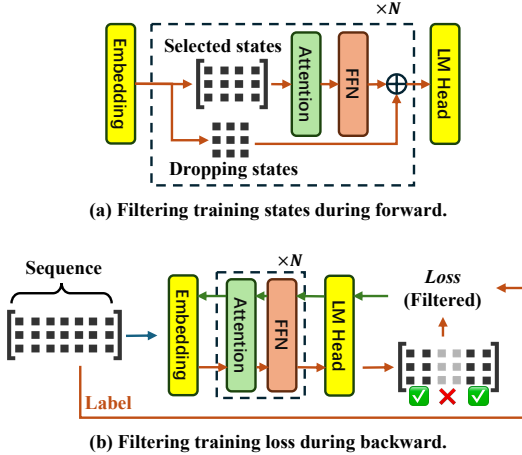 ×N
Embedding
Selected states
Attention
FFN
LM Head
Dropping states
(a) Filtering training states during forward.
×N
Sequence
Embedding
Attention
FFN
LM Head
Loss
(Filtered)
Label
(b) Filtering training loss during backward.